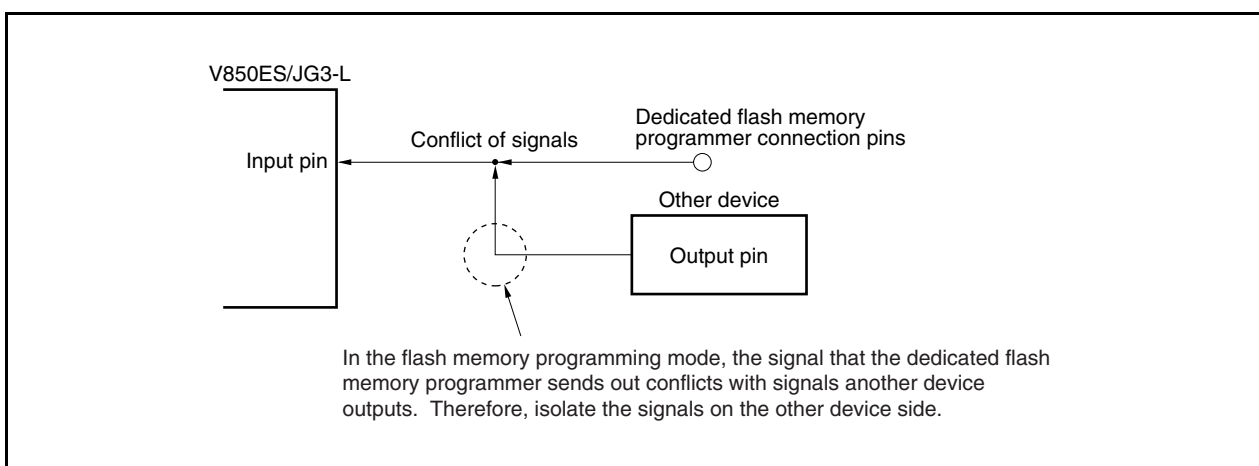 V850ES/JG3-L
Dedicated flash memory
programmer connection pins
Conflict of signals
Input pin
Other device
Output pin
In the flash memory programming mode, the signal that the dedicated flash
memory programmer sends out conflicts with signals another device
outputs.  Therefore, isolate the signals on the other device side.